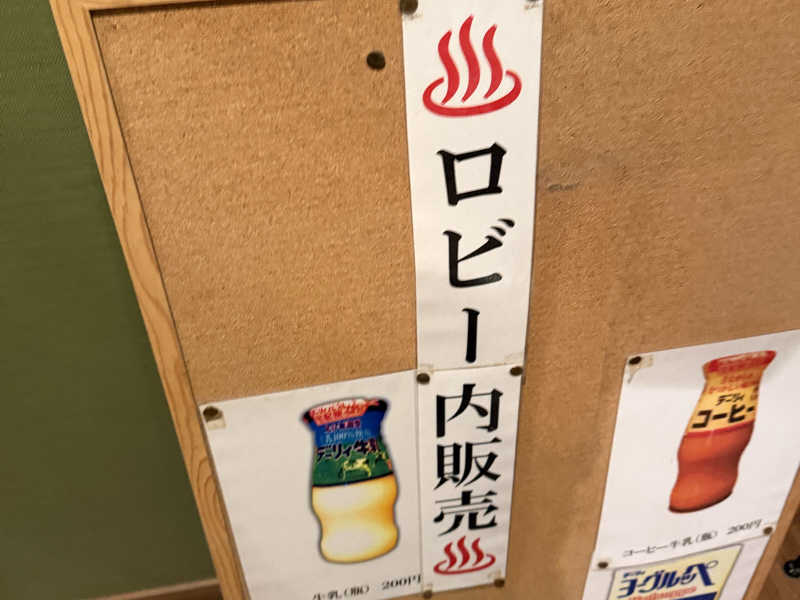 ロビー内販売
デーリィ牛
牛乳(瓶) 200円
デーリィ
コーヒー
コーヒー牛乳(瓶) 200円
ヨーグルッペ